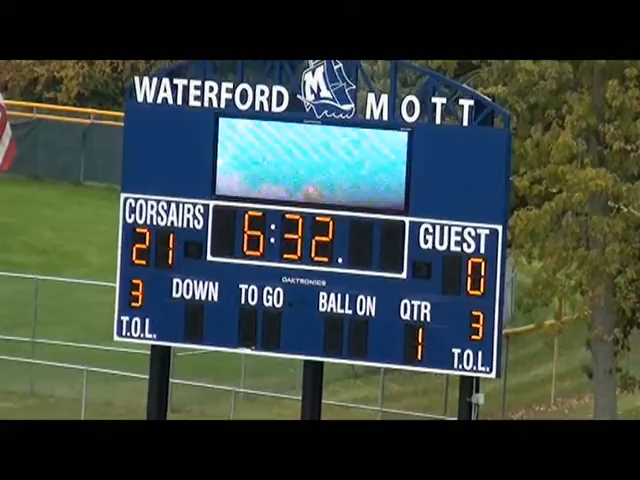 WATERFORD M MOTT
CORSAIRS 6:32. GUEST
21 0
DAKTRONICS
3 DOWN TO GO BALL ON QTR 3
T.O.L. 1 T.O.L.